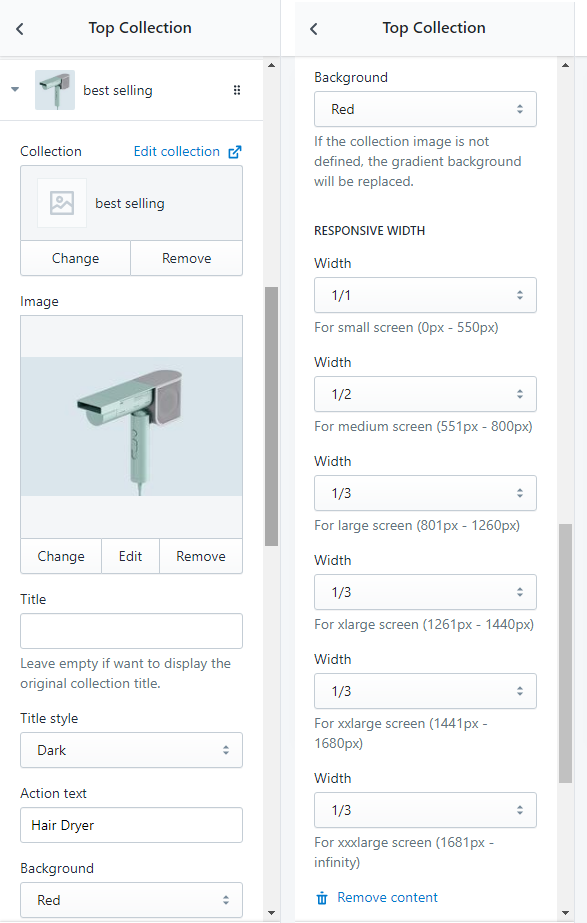 Top Collection
best selling
Collection
Edit collection
best selling
Change
Remove
Image
Change
Edit
Remove
Title
Leave empty if want to display the
original collection title.
Title style
Dark
Action text
Hair Dryer
Background
Red
Top Collection
Background
Red
If the collection image is not
defined, the gradient background
will be replaced.
RESPONSIVE WIDTH
Width
1/1
For small screen (0px - 550px)
Width
1/2
For medium screen (551px - 800px)
Width
1/3
For large screen (801px - 1260px)
Width
1/3
For xlarge screen (1261px - 1440px)
Width
1/3
For xxlarge screen (1441px -
1680px)
Width
1/3
For xxxlarge screen (1681px -
infinity)
Remove content